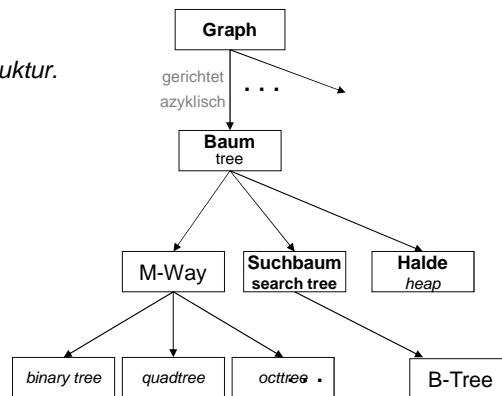 Graph
uktur.
gerichtet
azyklisch
. . .
Baum
tree
M-Way
Suchbaum
search tree
Halde
heap
binary tree
quadtree
octtree
. . .
B-Tree